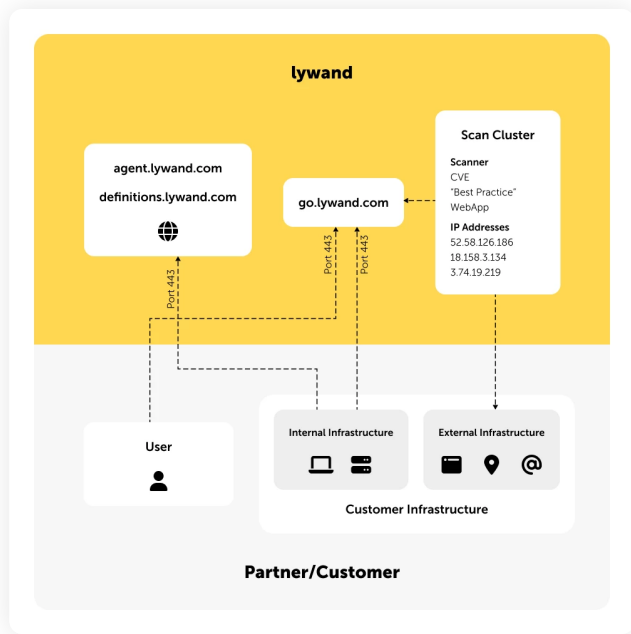 lywand
agent.lywand.com
definitions.lywand.com
go.lywand.com
Scan Cluster
Scanner
CVE
"Best Practice"
WebApp
IP Addresses
52.58.126.186
18.158.3.134
3.74.19.219
Port 443
Port 443
Port 443
User
Internal Infrastructure
External Infrastructure
Customer Infrastructure
Partner/Customer